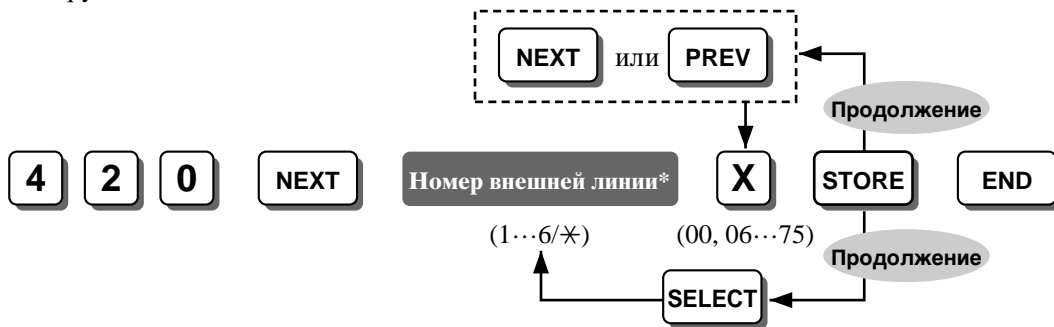 NEXT или PREV
Продолжение
4 2 0 NEXT Номер внешней линии* X STORE END
(1···6/✳) (00, 06···75)
Продолжение
SELECT